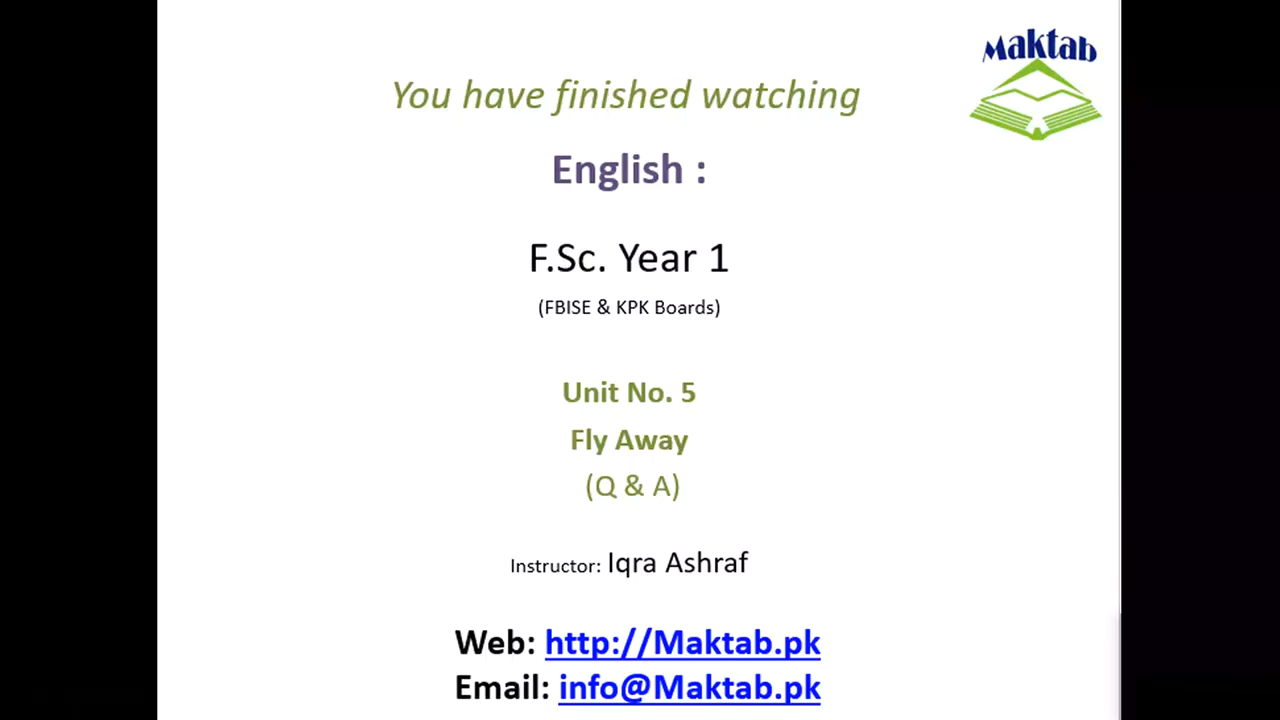 Maktab
You have finished watching
English :
F.Sc. Year 1
(FBISE & KPK Boards)
Unit No. 5
Fly Away
(Q & A)
Instructor: Iqra Ashraf
Web: http://Maktab.pk
Email: info@Maktab.pk